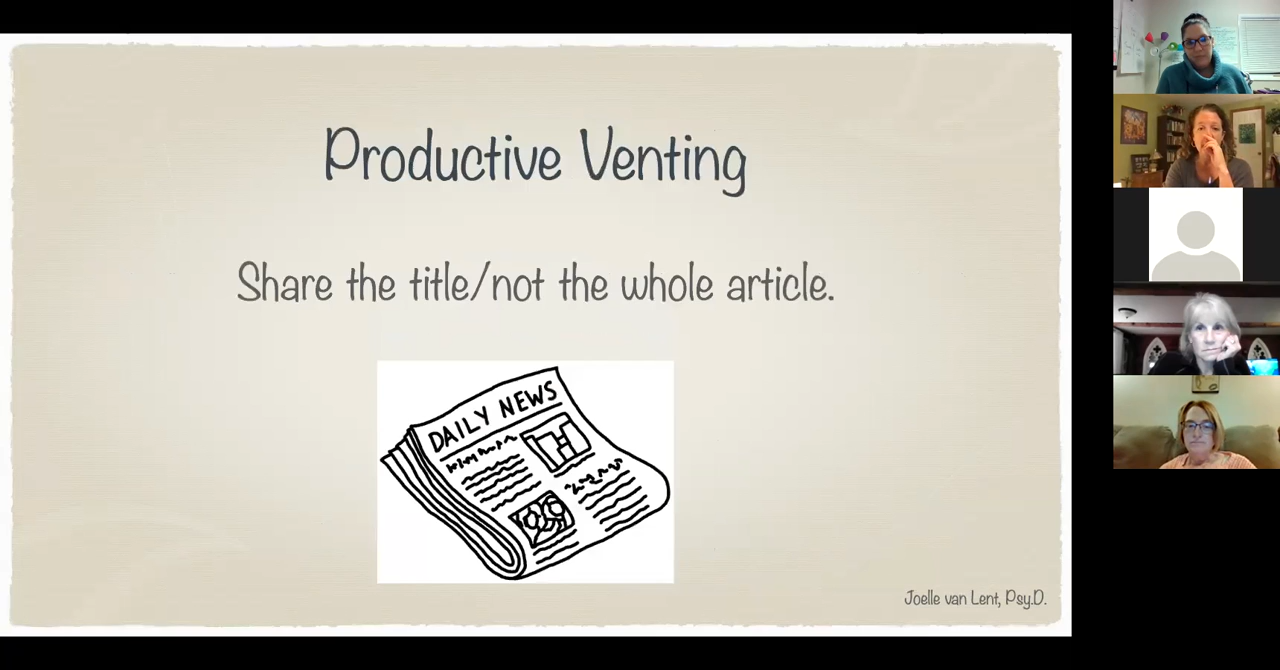 Productive Venting
Share the title/not the whole article.
DAILY NEWS
Joelle van Lent, Psy.D.